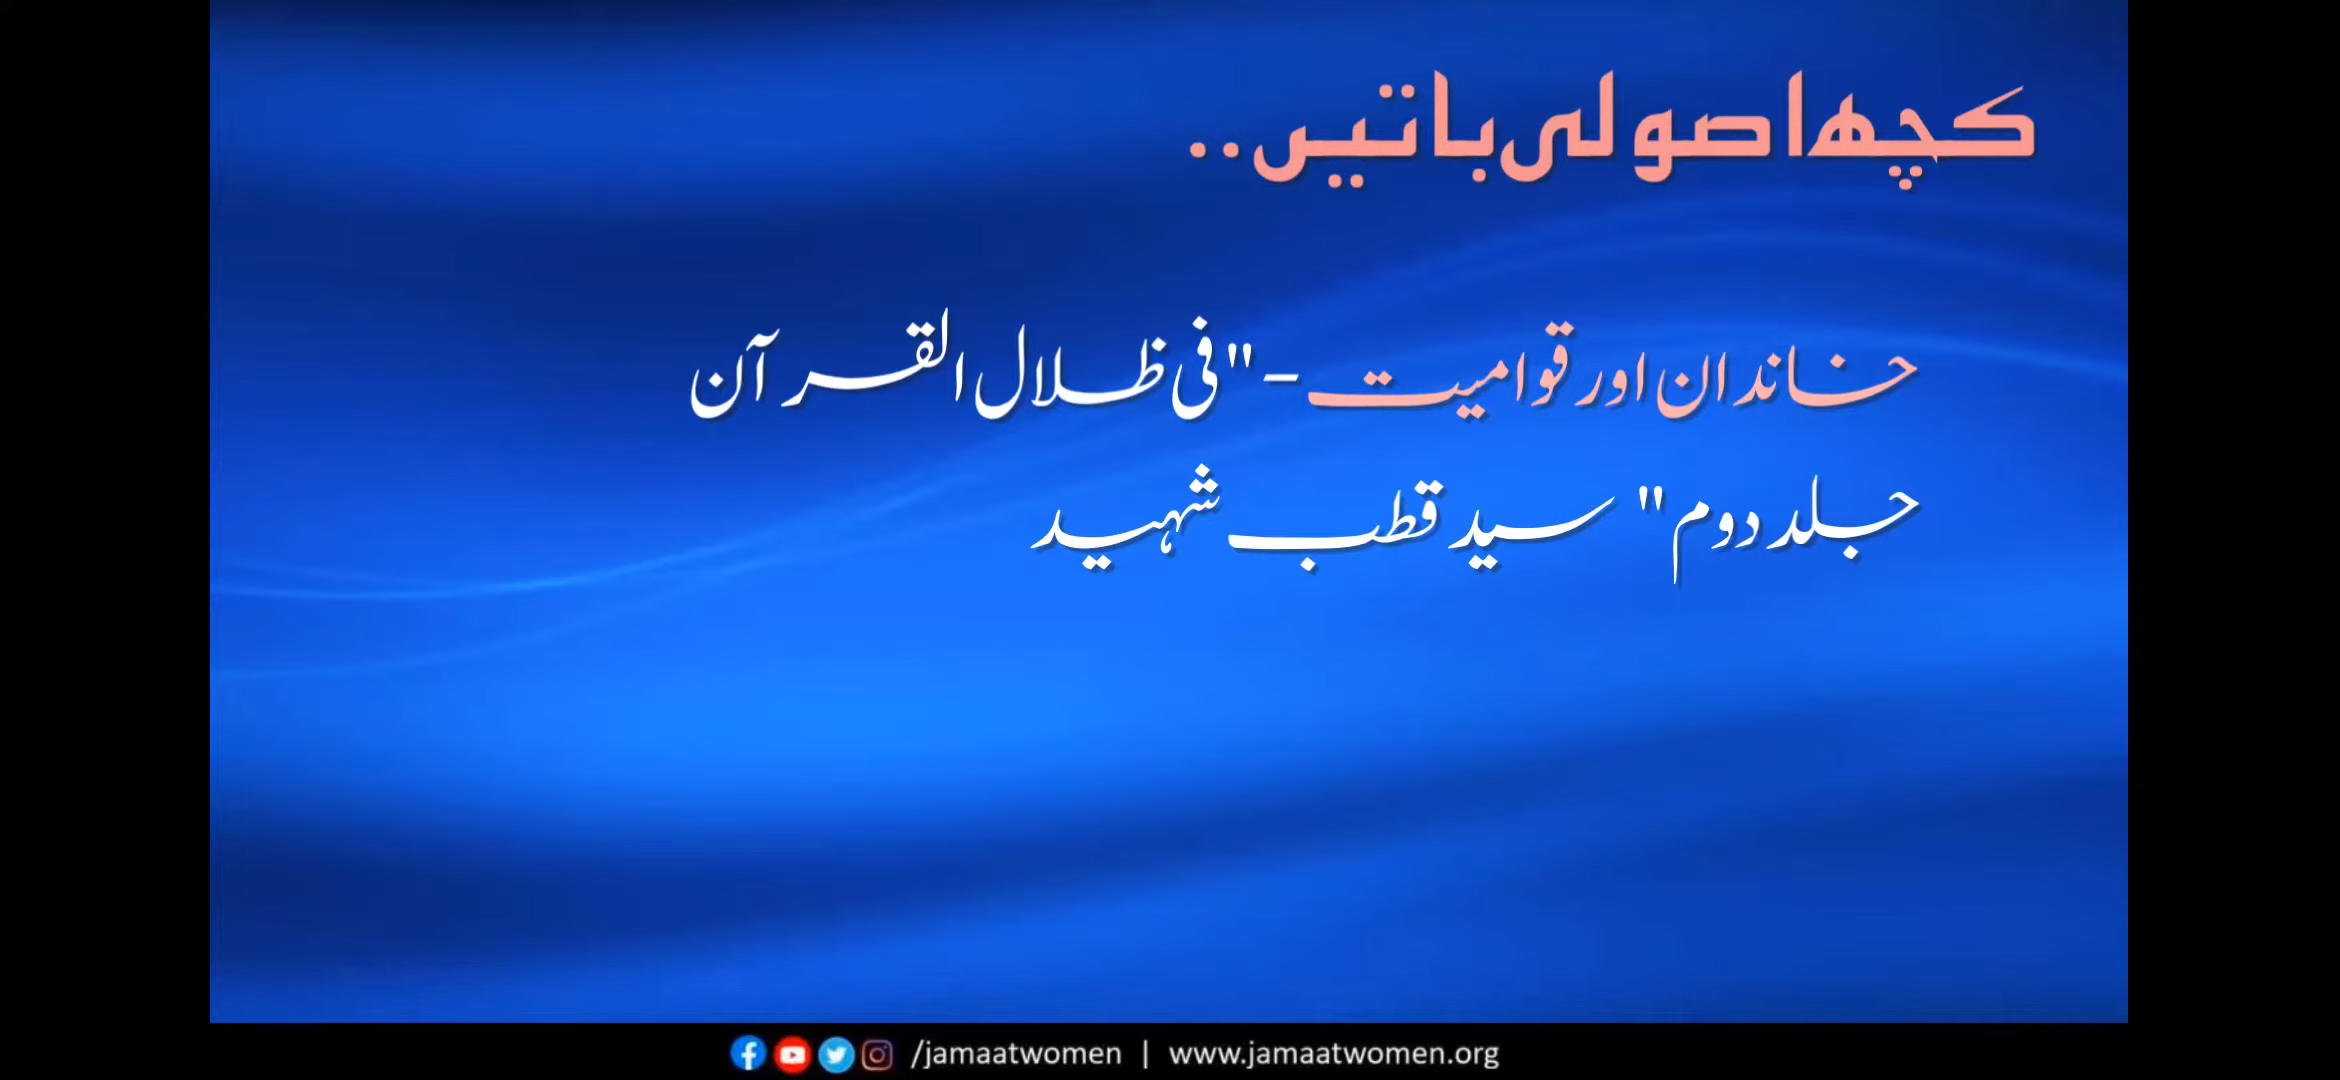 کچھ اصولی باتیں..
خاندان اور قوامیت - "فی ظلال القرآن
جلد دوم" سید قطب شہید
/jamaatwomen | www.jamaatwomen.org